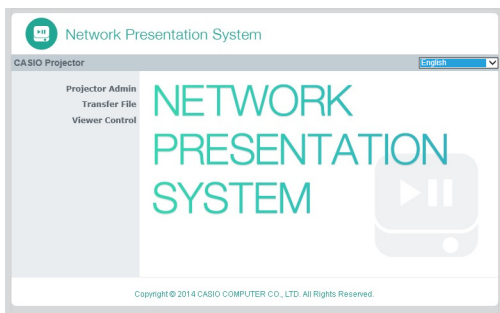 Network Presentation System
CASIO Projector
English
Projector Admin
Transfer File
Viewer Control
NETWORK
PRESENTATION
SYSTEM
Copyright © 2014 CASIO COMPUTER CO., LTD. All Rights Reserved.